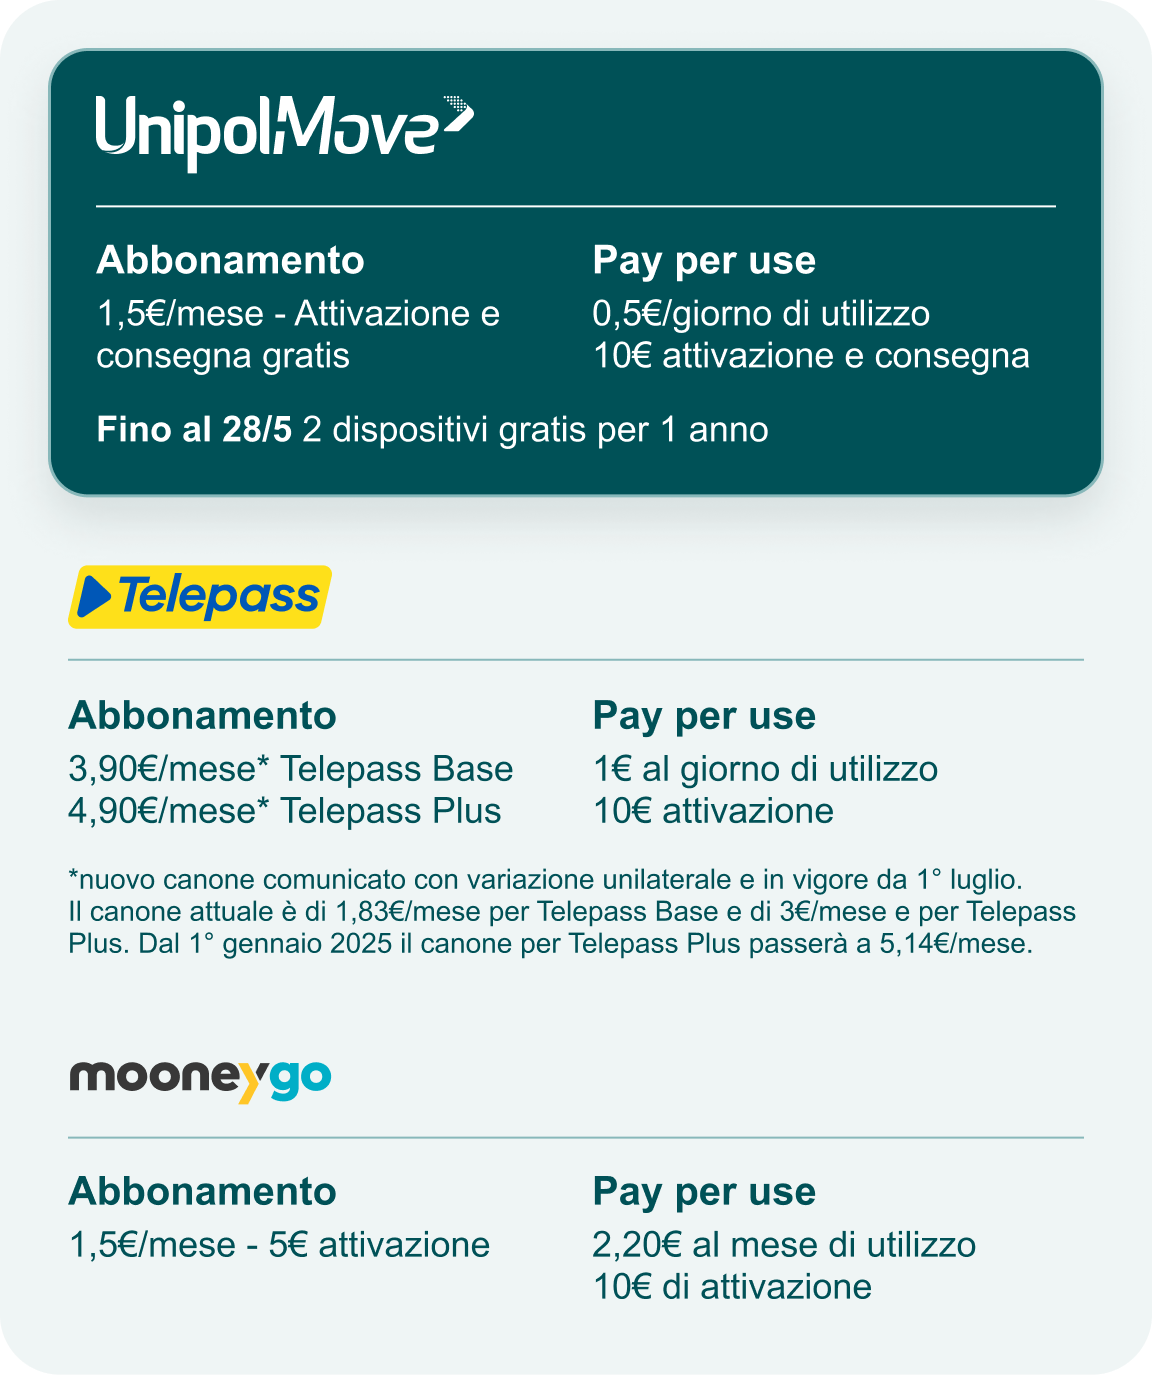 UnipolMove
Abbonamento
1,5€/mese - Attivazione e
consegna gratis
Pay per use
0,5€/giorno di utilizzo
10€ attivazione e consegna
Fino al 28/5 2 dispositivi gratis per 1 anno
Telepass
Abbonamento
3,90€/mese* Telepass Base
4,90€/mese* Telepass Plus
Pay per use
1€ al giorno di utilizzo
10€ attivazione
*nuovo canone comunicato con variazione unilaterale e in vigore da 1° luglio.
Il canone attuale è di 1,83€/mese per Telepass Base e di 3€/mese e per Telepass
Plus. Dal 1° gennaio 2025 il canone per Telepass Plus passerà a 5,14€/mese.
mooneygo
Abbonamento
1,5€/mese - 5€ attivazione
Pay per use
2,20€ al mese di utilizzo
10€ di attivazione